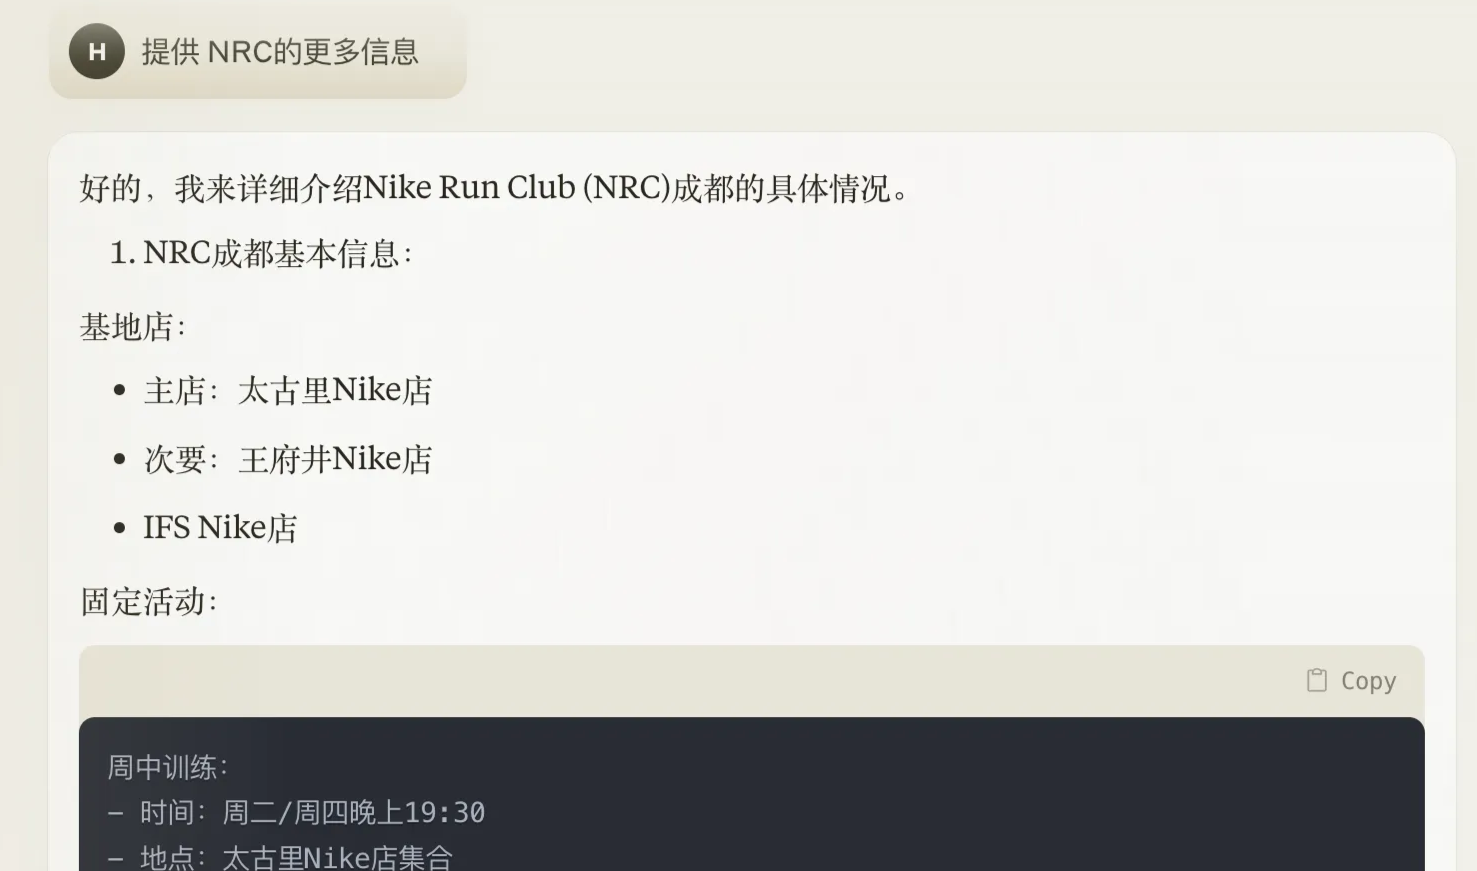 H 提供 NRC的更多信息
好的，我来详细介绍Nike Run Club (NRC)成都的具体情况。
1. NRC成都基本信息：
基地店：
• 主店：太古里Nike店
• 次要：王府井Nike店
• IFS Nike店
固定活动：
Copy
周中训练：
- 时间：周二/周四晚上19:30
- 地点：太古里Nike店集合